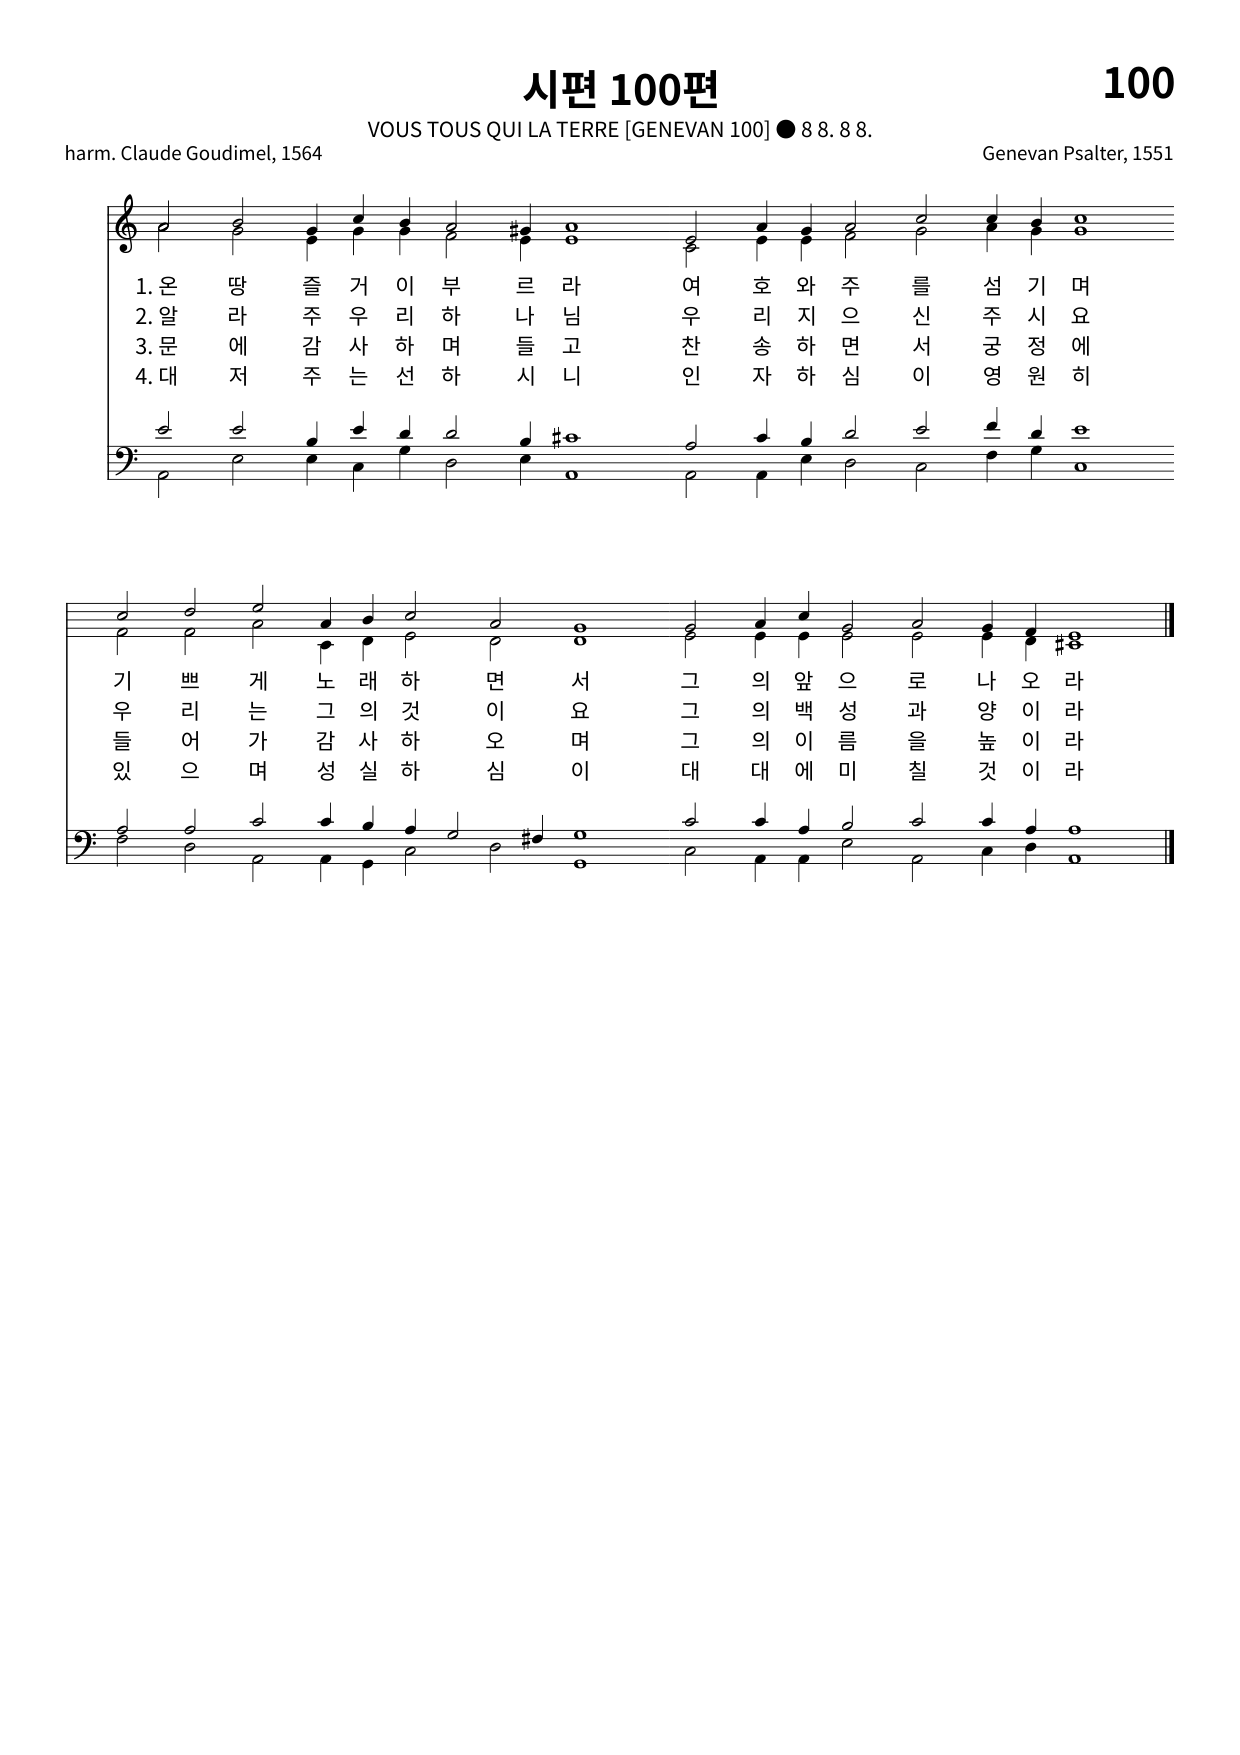 시편 100편
100
VOUS TOUS QUI LA TERRE [GENEVAN 100] ● 8 8. 8 8.
harm. Claude Goudimel, 1564
Genevan Psalter, 1551
1. 온 땅 즐 거 이 부 르 라 여 호 와 주 를 섬 기 며
2. 알 라 주 우 리 하 나 님 우 리 지 으 신 주 시 요
3. 문 에 감 사 하 며 들 고 찬 송 하 면 서 궁 정 에
4. 대 저 주 는 선 하 시 니 인 자 하 심 이 영 원 히
기 쁘 게 노 래 하 면 서 그 의 앞 으 로 나 오 라
우 리 는 그 의 것 이 요 그 의 백 성 과 양 이 라
들 어 가 감 사 하 오 며 그 의 이 름 을 높 이 라
있 으 며 성 실 하 심 이 대 대 에 미 칠 것 이 라